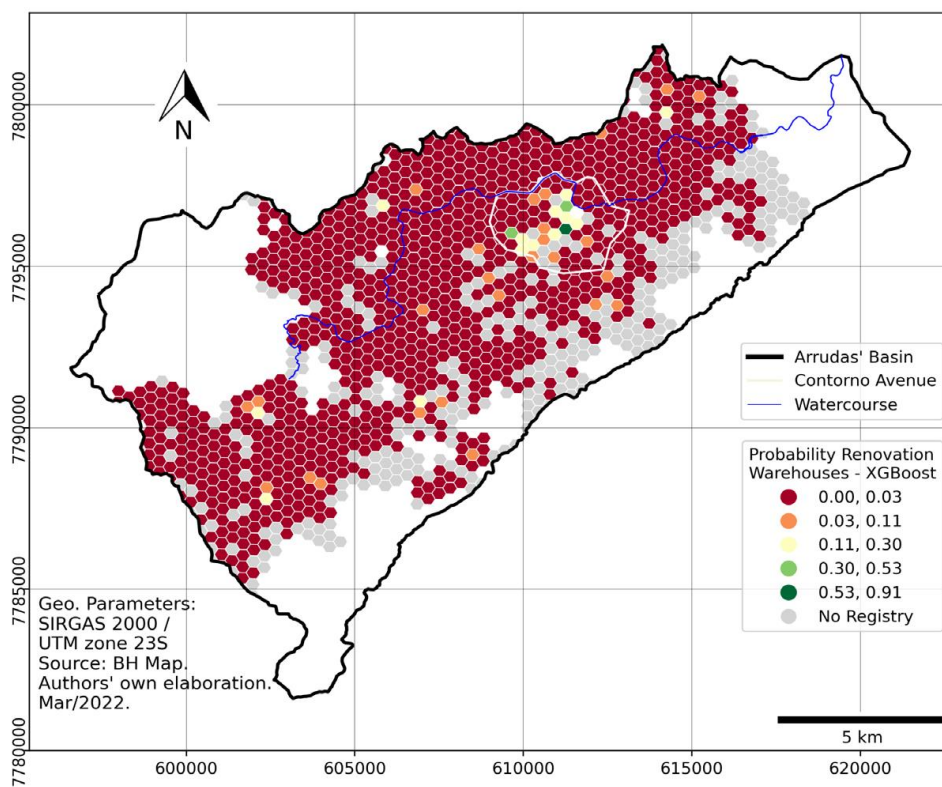 7800000
7795000
7790000
7785000
7780000
N
Arrudas' Basin
Contorno Avenue
Watercourse
Probability Renovation
Warehouses - XGBoost
0.00, 0.03
0.03, 0.11
0.11, 0.30
0.30, 0.53
0.53, 0.91
No Registry
Geo. Parameters:
SIRGAS 2000 /
UTM zone 23S
Source: BH Map.
Authors' own elaboration.
Mar/2022.
5 km
600000 605000 610000 615000 620000